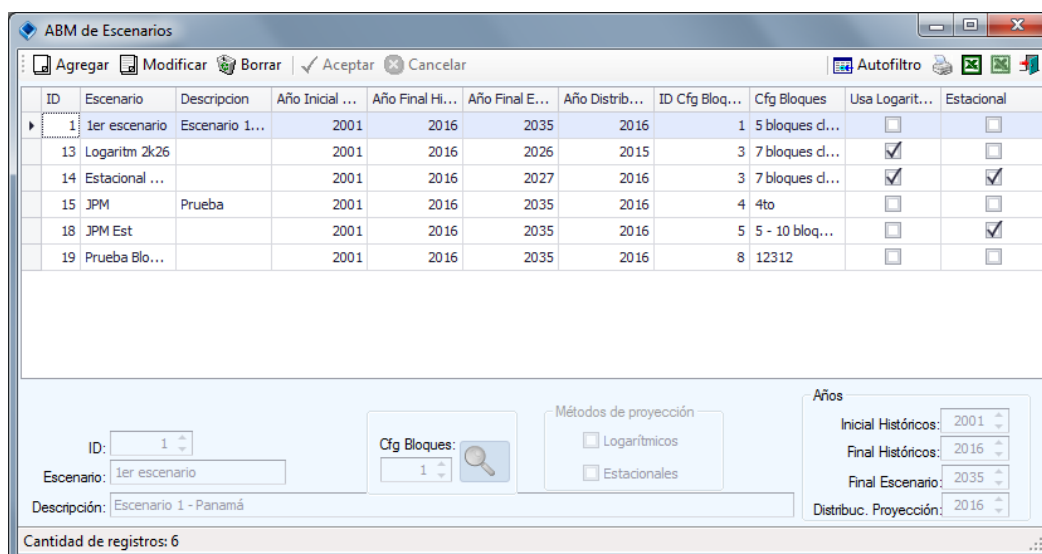 ABM de Escenarios
Agregar Modificar Borrar Aceptar Cancelar Autofiltro
ID Escenario Descripcion Año Inicial ... Año Final Hi... Año Final E... Año Distrib... ID Cfg Bloq... Cfg Bloques Usa Logarit... Estacional
1 1er escenario Escenario 1... 2001 2016 2035 2016 1 5 bloques cl...
13 Logaritm 2k26 2001 2016 2026 2015 3 7 bloques cl...
14 Estacional ... 2001 2016 2027 2016 3 7 bloques cl...
15 JPM Prueba 2001 2016 2035 2016 4 4to
18 JPM Est 2001 2016 2035 2016 5 5 - 10 bloq...
19 Prueba Blo... 2001 2016 2035 2016 8 12312
ID: 1
Escenario: 1er escenario
Descripción: Escenario 1 - Panamá
Cfg Bloques:
1
Métodos de proyección
Logarítmicos
Estacionales
Años
Inicial Históricos: 2001
Final Históricos: 2016
Final Escenario: 2035
Distribuc. Proyección: 2016
Cantidad de registros: 6